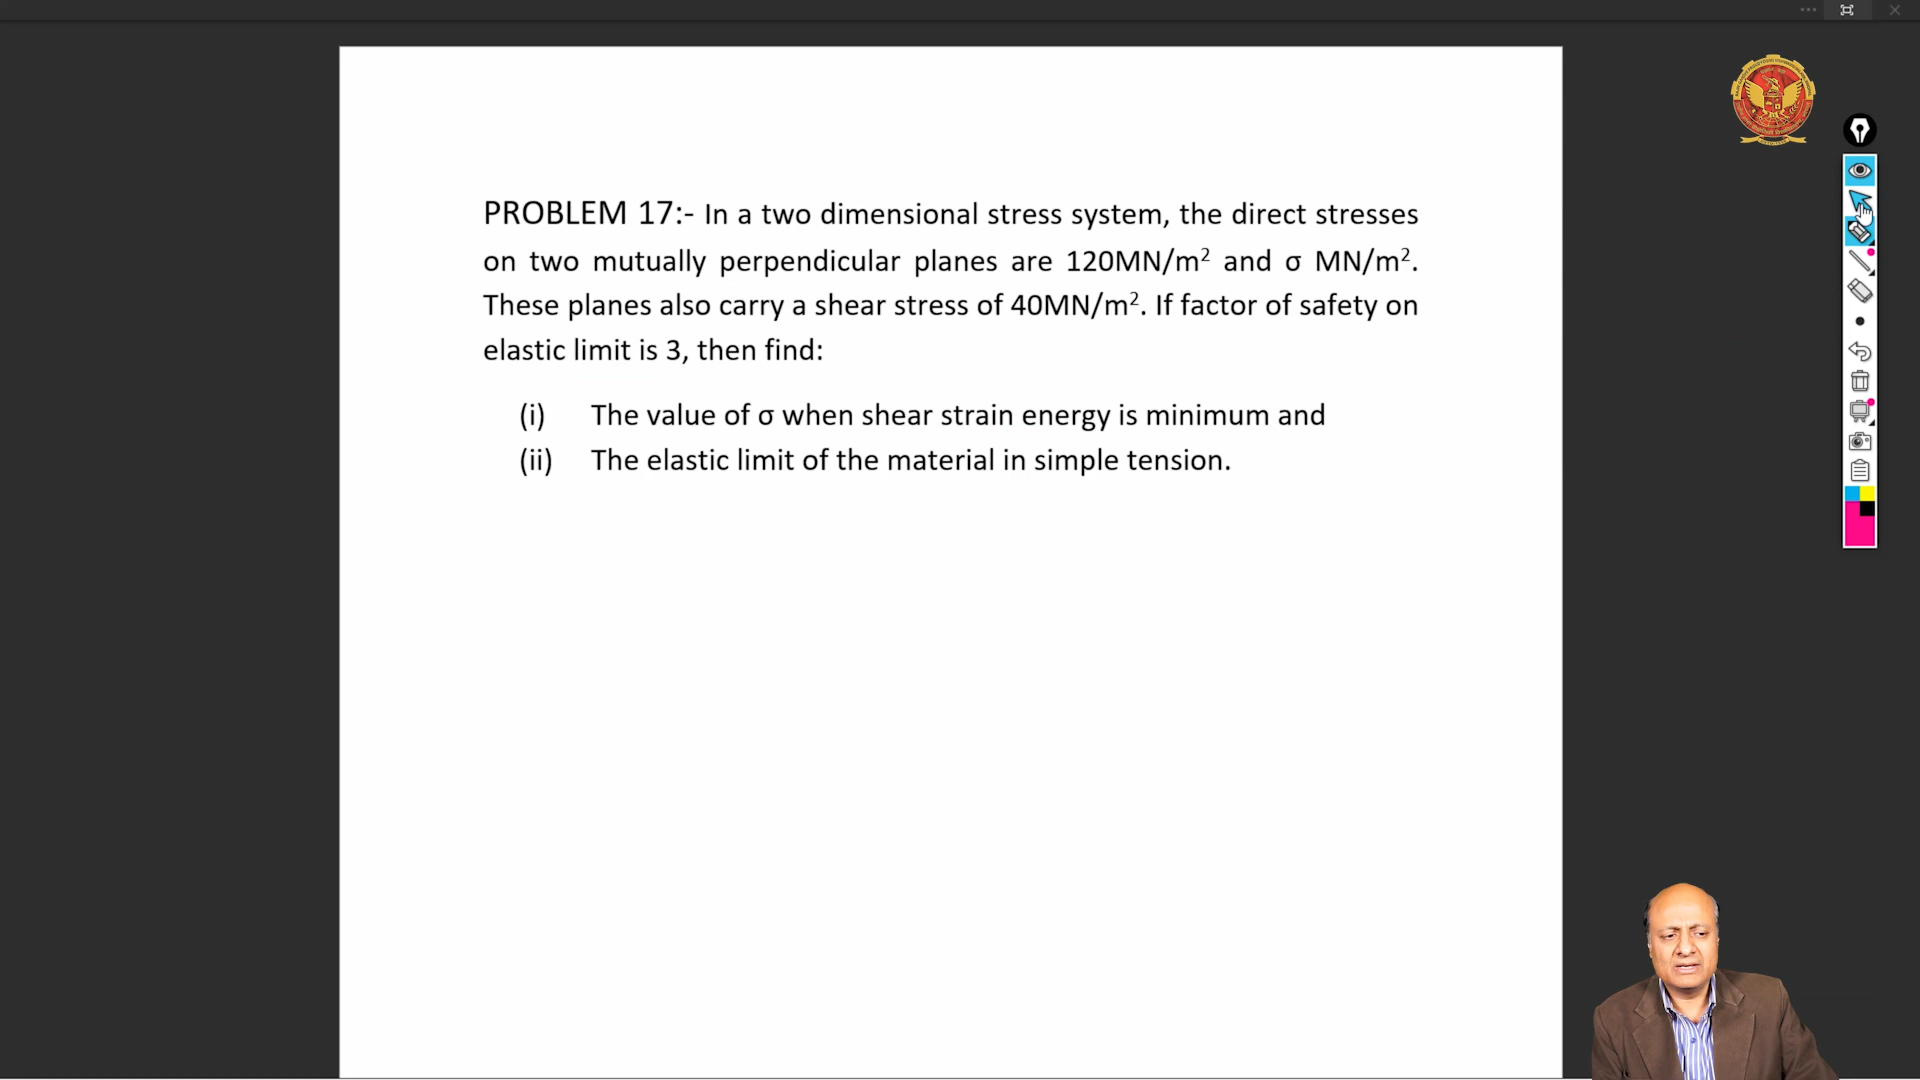 PROBLEM 17:- In a two dimensional stress system, the direct stresses
on two mutually perpendicular planes are 120MN/m² and σ MN/m².
These planes also carry a shear stress of 40MN/m². If factor of safety on
elastic limit is 3, then find:
(i) The value of σ when shear strain energy is minimum and
(ii) The elastic limit of the material in simple tension.